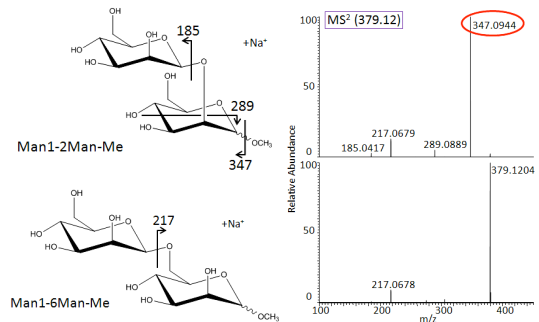 HO
OH
HO
HO
O
185
O
+Na⁺
OH
HO
HO
O
289
OCH₃
347
Man1-2Man-Me
HO
OH
HO
HO
O
217
O
+Na⁺
HO
HO
OH
O
OCH₃
Man1-6Man-Me
MS² (379.12)
Relative Abundance
100
50
0
347.0944
217.0679
185.0417
289.0889
100
50
0
379.1204
217.0678
100
200
300
400
m/z